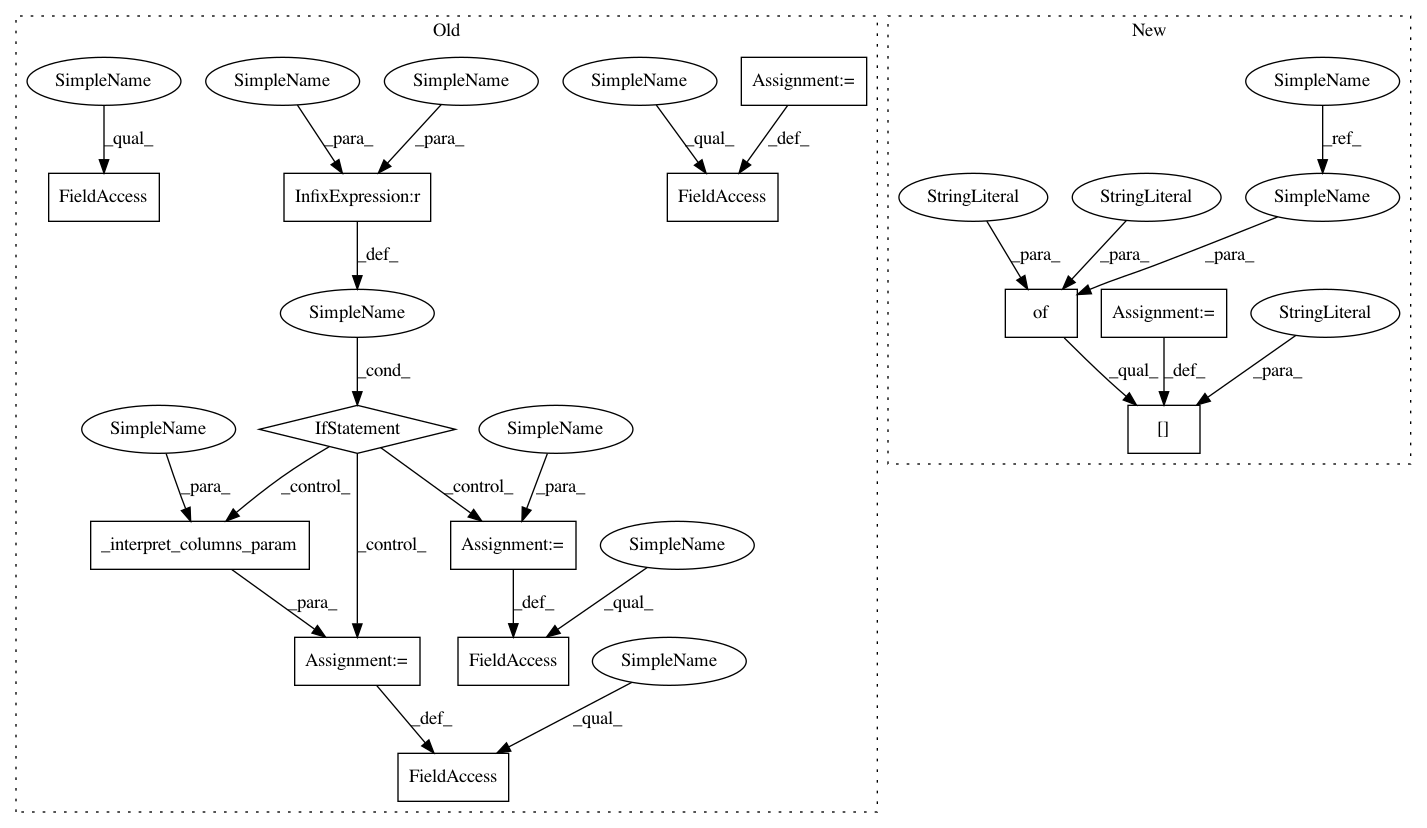 Old
New
SimpleName
SimpleName
SimpleName
SimpleName
Assignment:=
SimpleName
_qual_
_para_
_para_
_qual_
_def_
_ref_
FieldAccess
InfixExpression:r
FieldAccess
StringLiteral
StringLiteral
SimpleName
_def_
_para_
_para_
_para_
SimpleName
of
Assignment:=
StringLiteral
_cond_
_qual_
_def_
_para_
SimpleName
IfStatement
SimpleName
[]
_para_
_control_
_control_
_para_
_interpret_columns_param
_control_
Assignment:=
SimpleName
_para_
_def_
_qual_
Assignment:=
FieldAccess
SimpleName
_def_
_qual_
FieldAccess